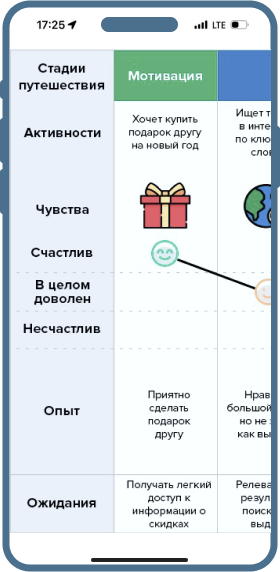 17:25
LTE
Стадии
путешествия
Мотивация
Активности
Хочет купить
подарок другу
на новый год
Ищет
в инте
по клю
Чувства
Счастлив
В целом
доволен
Несчастлив
Опыт
Приятно
сделать
подарок
другу
Нрав
большой
но не
как вы
Ожидания
Получать легкий
доступ к
информации о
скидках
Релева
резул
поиск
выд